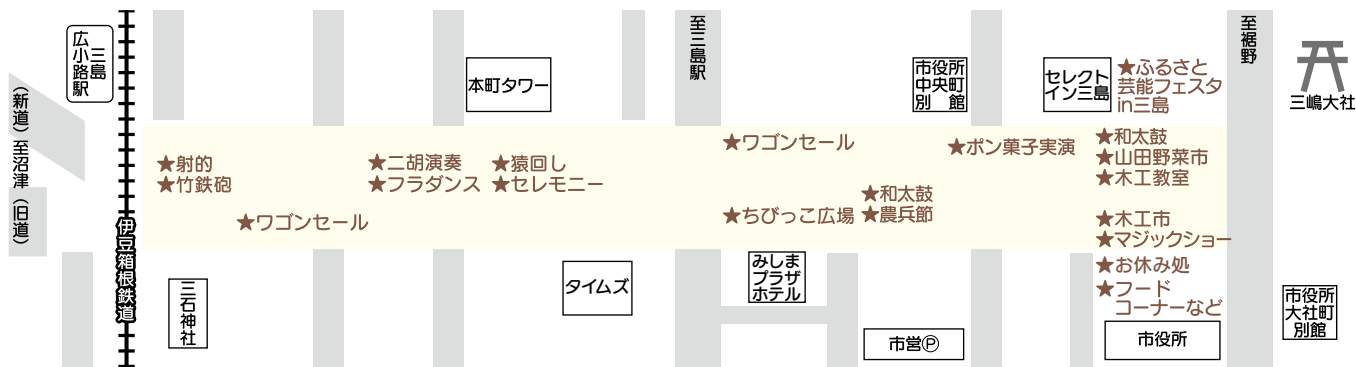 三島
広小路駅
(新道)至沼津(旧道)
伊豆箱根鉄道
三石神社
★射的
★竹鉄砲
★ワゴンセール
★二胡演奏
★フラダンス
本町タワー
★猿回し
★セレモニー
タイムズ
至三島駅
★ワゴンセール
★ちびっこ広場
みしま
プラザ
ホテル
★和太鼓
★農兵節
市営Ⓟ
市役所
中央町
別館
★ポン菓子実演
セレクト
イン三島
★ふるさと
芸能フェスタ
in三島
★和太鼓
★山田野菜市
★木工教室
★木工市
★マジックショー
★お休み処
★フード
コーナーなど
市役所
至裾野
三嶋大社
市役所
大社町
別館